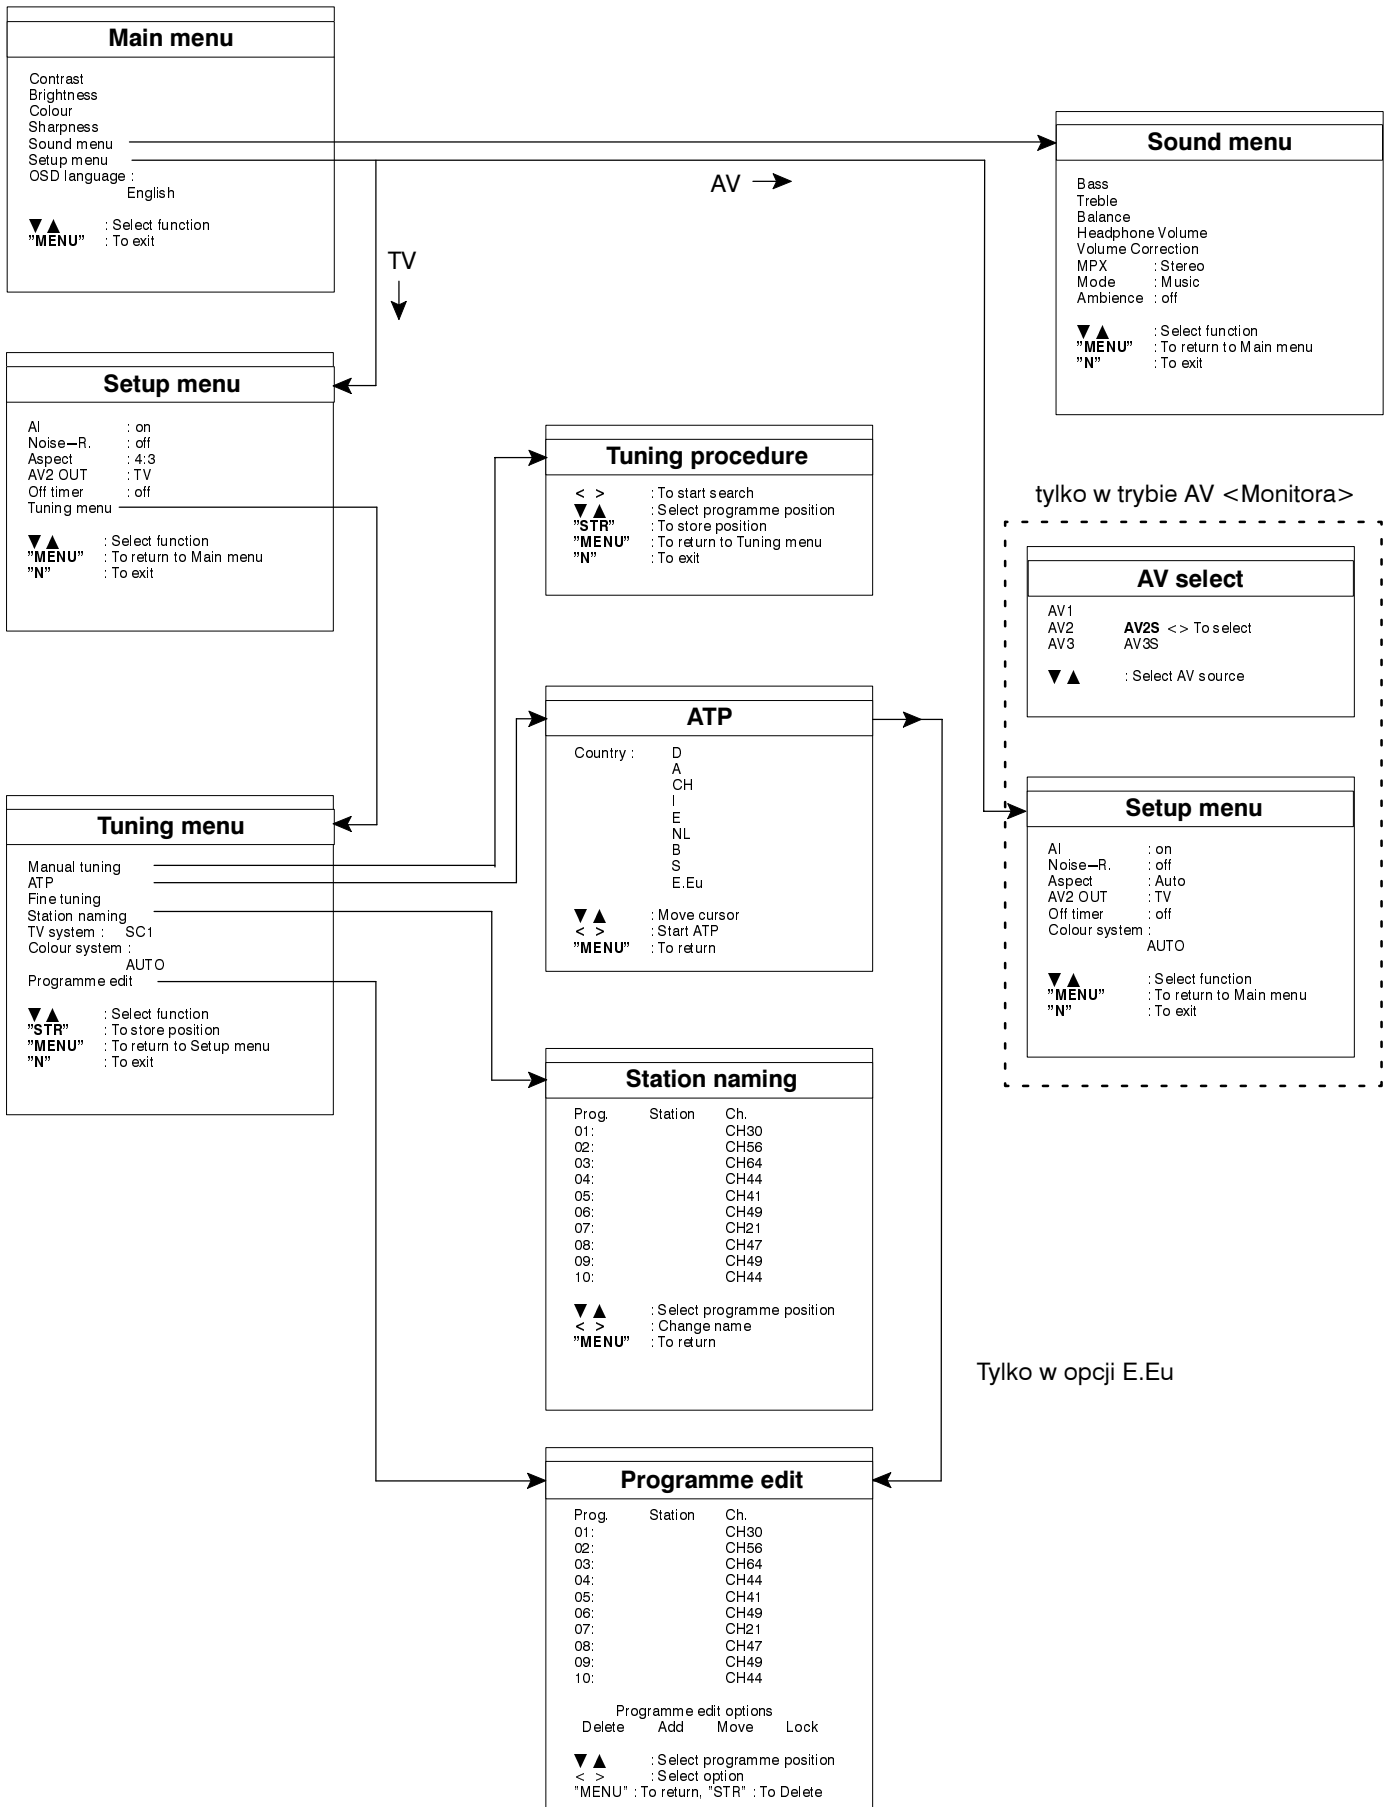 Main menu
Contrast
Brightness
Colour
Sharpness
Sound menu
Setup menu
OSD language :
English
▼ ▲ : Select function
"MENU" : To exit
AV
TV
Sound menu
Bass
Treble
Balance
Headphone Volume
Volume Correction
MPX : Stereo
Mode : Music
Ambience : off
▼ ▲ : Select function
"MENU" : To return to Main menu
"N" : To exit
Setup menu
AI : on
Noise—R. : off
Aspect : 4:3
AV2 OUT : TV
Off timer : off
Tuning menu
▼ ▲ : Select function
"MENU" : To return to Main menu
"N" : To exit
Tuning procedure
< > : To start search
▼ ▲ : Select programme position
"STR" : To store position
"MENU" : To return to Tuning menu
"N" : To exit
tylko w trybie AV <Monitora>
AV select
AV1
AV2 AV2S <> To select
AV3 AV3S
▼ ▲ : Select AV source
ATP
Country : D
A
CH
I
E
NL
B
S
E.Eu
▼ ▲ : Move cursor
< > : Start ATP
"MENU" : To return
Setup menu
AI : on
Noise—R. : off
Aspect : Auto
AV2 OUT : TV
Off timer : off
Colour system :
AUTO
▼ ▲ : Select function
"MENU" : To return to Main menu
"N" : To exit
Tuning menu
Manual tuning
ATP
Fine tuning
Station naming
TV system : SC1
Colour system :
AUTO
Programme edit
▼ ▲ : Select function
"STR" : To store position
"MENU" : To return to Setup menu
"N" : To exit
Station naming
Prog. Station Ch.
01: CH30
02: CH56
03: CH64
04: CH44
05: CH41
06: CH49
07: CH21
08: CH47
09: CH49
10: CH44
▼ ▲ : Select programme position
< > : Change name
"MENU" : To return
Tylko w opcji E.Eu
Programme edit
Prog. Station Ch.
01: CH30
02: CH56
03: CH64
04: CH44
05: CH41
06: CH49
07: CH21
08: CH47
09: CH49
10: CH44
Programme edit options
Delete Add Move Lock
▼ ▲ : Select programme position
< > : Select option
"MENU" : To return, "STR" : To Delete